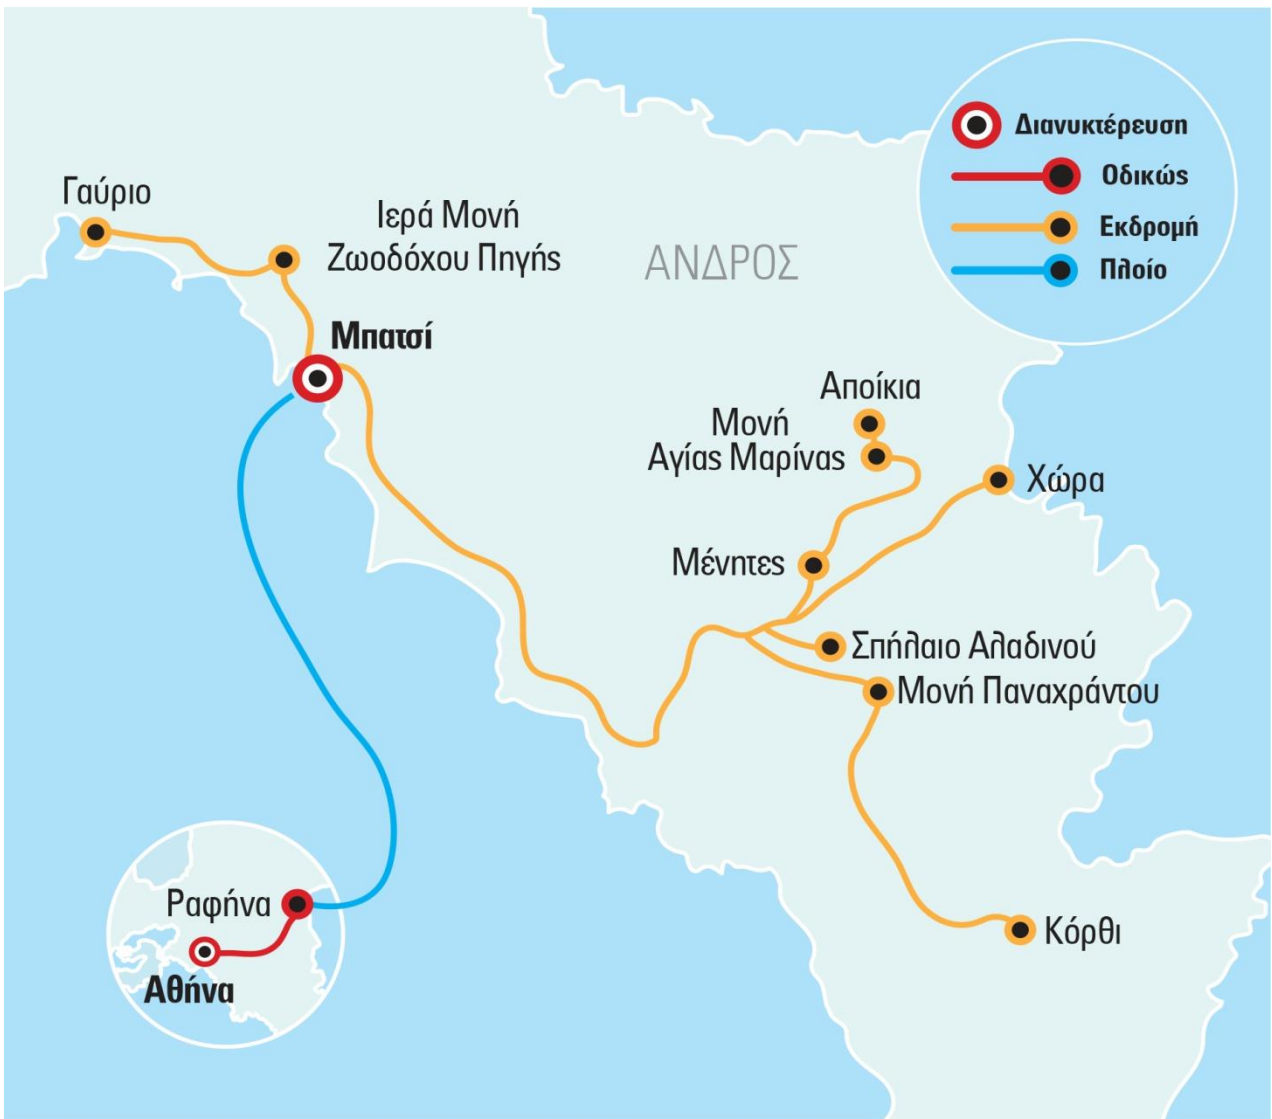 Διανυκτέρευση
Οδικώς
Εκδρομή
Πλοίο
Γαύριο
Ιερά Μονή
Ζωοδόχου Πηγής
ΑΝΔΡΟΣ
Μπατσί
Αποίκια
Μονή
Αγίας Μαρίνας
Χώρα
Μένητες
Σπήλαιο Αλαδινού
Μονή Παναχράντου
Ραφήνα
Κόρθι
Αθήνα